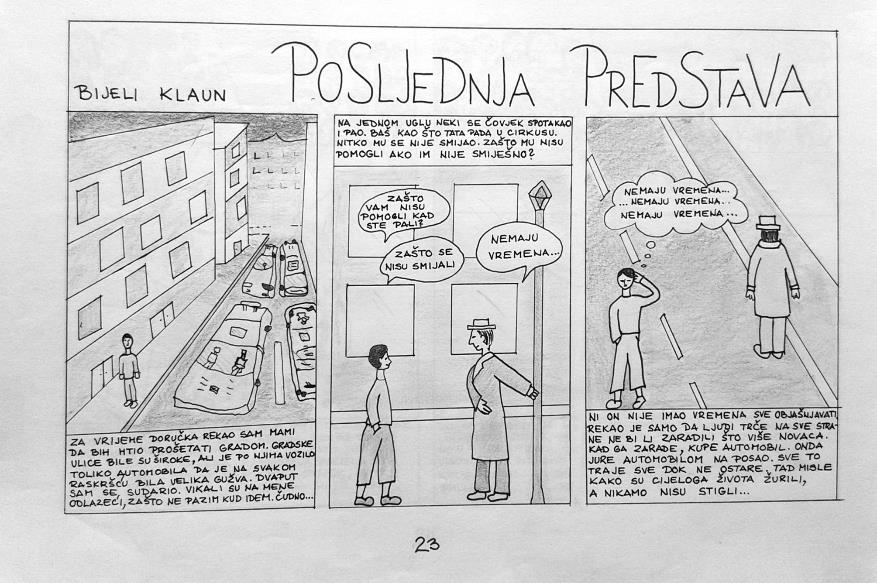 BIJELI KLAUN
POSLJEDNJA PREDSTAVA
ZA VRIJEME DORUČKA REKAO SAM MAMI
DA BIH HTIO PROŠETATI GRADOM. GRADSKE
ULICE BILE SU ŠIROKE, ALI JE PO NJIMA VOZILO
TOLIKO AUTOMOBILA DA JE NA SVAKOM
RASKRŠĆU BILA VELIKA GUŽVA. DVAPUT
SAM SE SUDARIO. VIKALI SU NA MENE
ODLAZEĆI, ZAŠTO NE PAZIM KUD IDEM. ČUDNO...
NA JEDNOM UGLU NEKI SE ČOVJEK SPOTAKAO
I PAO. BAŠ KAO ŠTO TATA PADA U CIRKUSU.
NITKO MU SE NIJE SMIJAO. ZAŠTO MU NISU
POMOGLI AKO IM NIJE SMIJEŠNO?
ZAŠTO
VAM NISU
POMOGLI KAD
STE PALI?
ZAŠTO SE
NISU SMIJALI
NEMAJU
VREMENA...
NEMAJU VREMENA...
... NEMAJU VREMENA..
NEMAJU VREMENA...
NI ON NIJE IMAO VREMENA SVE OBJAŠNJAVATI,
REKAO JE SAMO DA LJUDI TRČE NA SVE STRA-
NE NE BI LI ZARADILI ŠTO VIŠE NOVACA.
KAD GA ZARADE, KUPE AUTOMOBIL. ONDA
JURE AUTOMOBILOM NA POSAO. SVE TO
TRAJE SVE DOK NE OSTARE, TAD MISLE
KAKO SU CIJELOGA ŽIVOTA ŽURILI,
A NIKAMO NISU STIGLI...
23